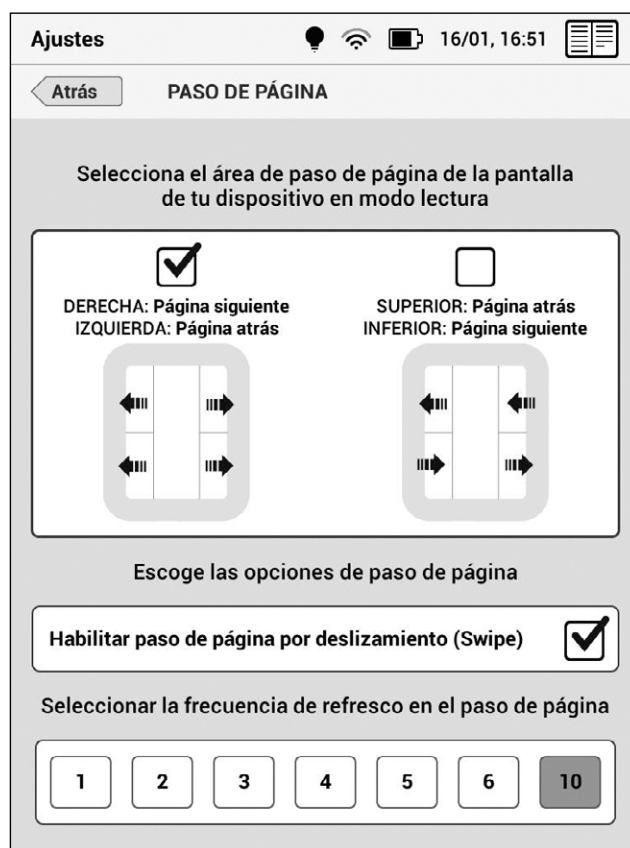 Ajustes 16/01, 16:51
Atrás PASO DE PÁGINA
Selecciona el área de paso de página de la pantalla
de tu dispositivo en modo lectura
DERECHA: Página siguiente
IZQUIERDA: Página atrás
SUPERIOR: Página atrás
INFERIOR: Página siguiente
Escoge las opciones de paso de página
Habilitar paso de página por deslizamiento (Swipe)
Seleccionar la frecuencia de refresco en el paso de página
1 2 3 4 5 6 10